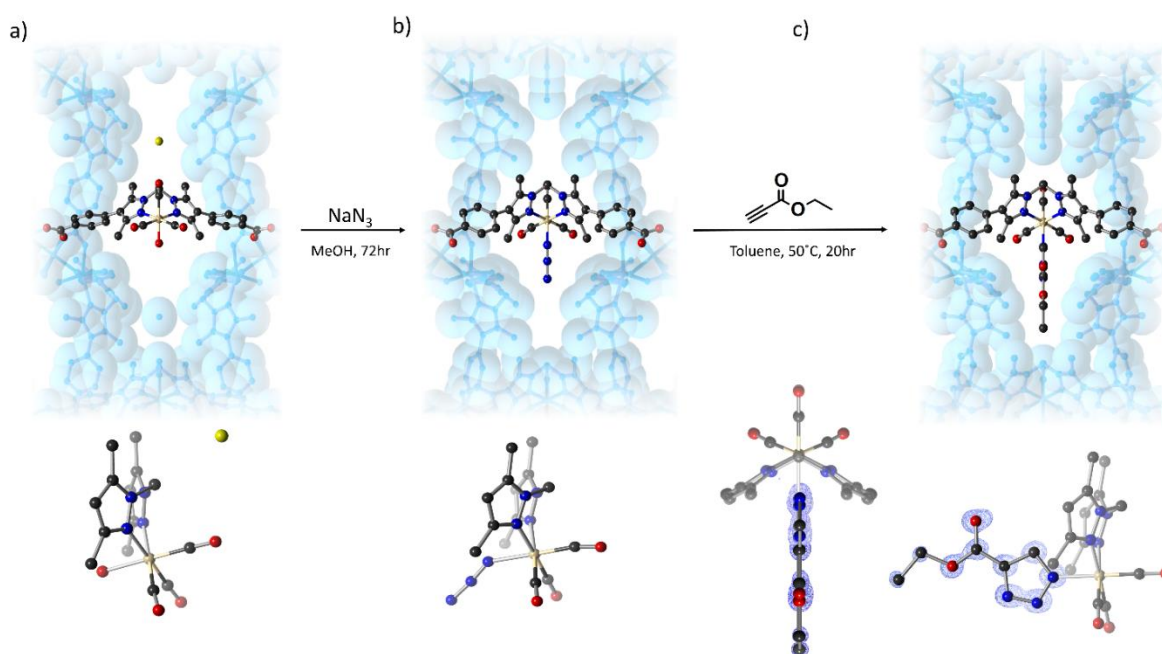 a)
b)
c)
NaN₃
MeOH, 72hr
O
O
Toluene, 50˚C, 20hr